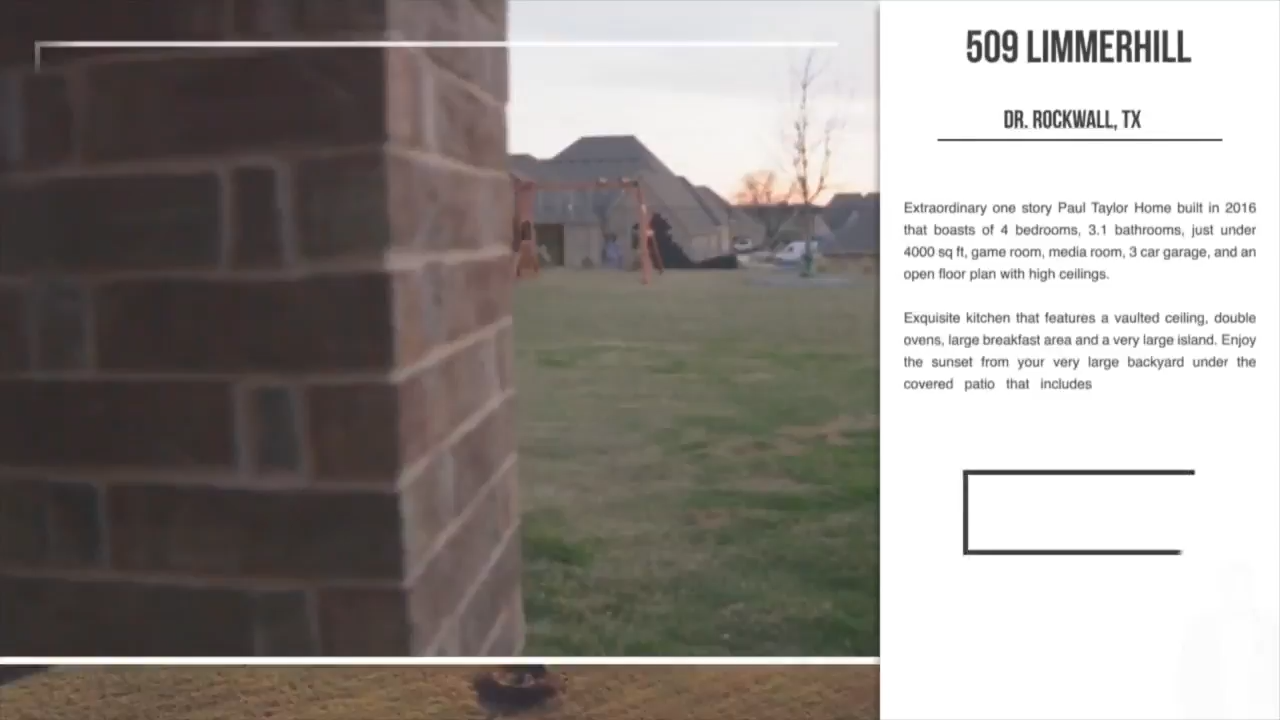 509 LIMMERHILL
DR. ROCKWALL, TX
Extraordinary one story Paul Taylor Home built in 2016
that boasts of 4 bedrooms, 3.1 bathrooms, just under
4000 sq ft, game room, media room, 3 car garage, and an
open floor plan with high ceilings.
Exquisite kitchen that features a vaulted ceiling, double
ovens, large breakfast area and a very large island. Enjoy
the sunset from your very large backyard under the
covered patio that includes